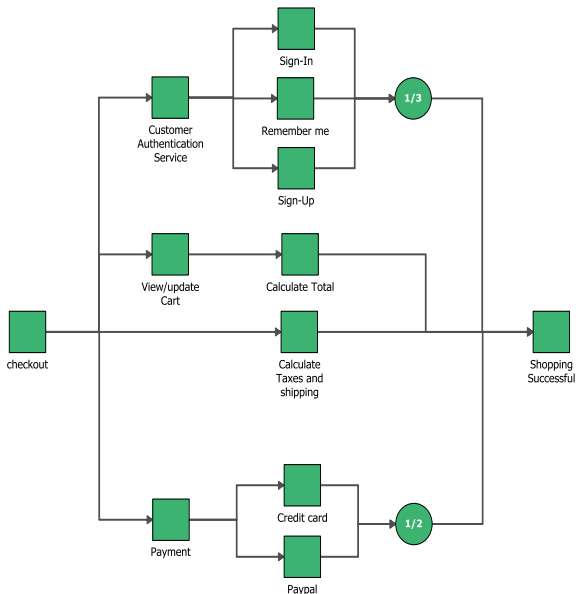 Sign-In
1/3
Customer
Authentication
Service
Remember me
Sign-Up
View/update
Cart
Calculate Total
checkout
Calculate
Taxes and
shipping
Shopping
Successful
Credit card
1/2
Payment
Paypal